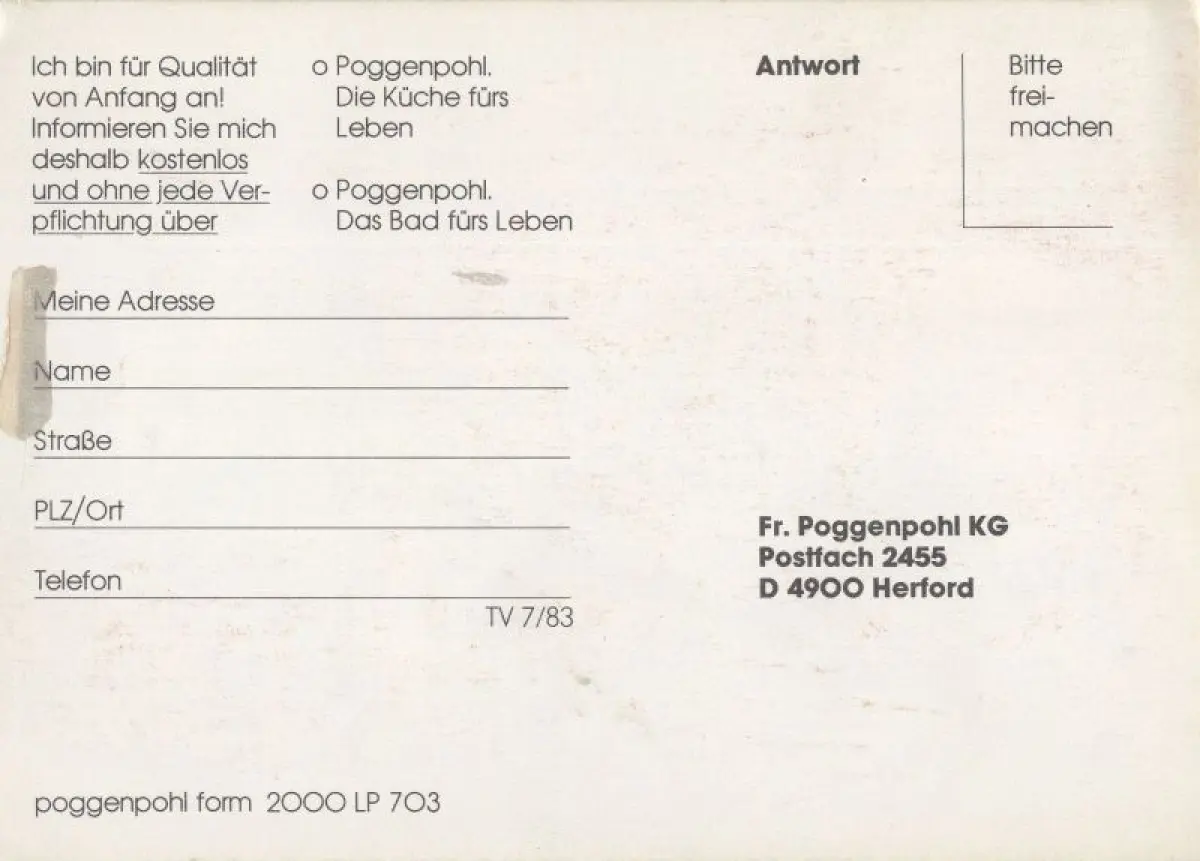 Ich bin für Qualität
von Anfang an!
Informieren Sie mich
deshalb kostenlos
und ohne jede Ver-
pflichtung über
o Poggenpohl.
Die Küche fürs
Leben
o Poggenpohl.
Das Bad fürs Leben
Meine Adresse
Name
Straße
PLZ/Ort
Telefon
TV 7/83
poggenpohl form 2000 LP 703
Antwort
Bitte
frei-
machen
Fr. Poggenpohl KG
Postfach 2455
D 4900 Herford